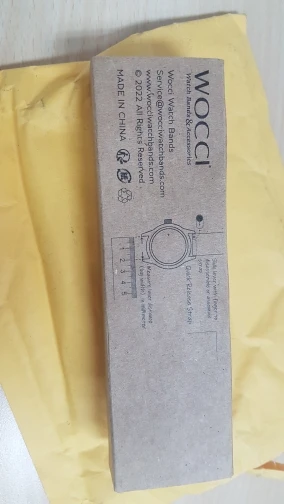 WOCCI
Watch Bands & Accessories
Wocci Watch Bands
Service@wocciwatchbands.com
www.wocciwatchbands.com
© 2022 All Rights Reserved
MADE IN CHINA
Quick Release Strap
1 2 3 4 5